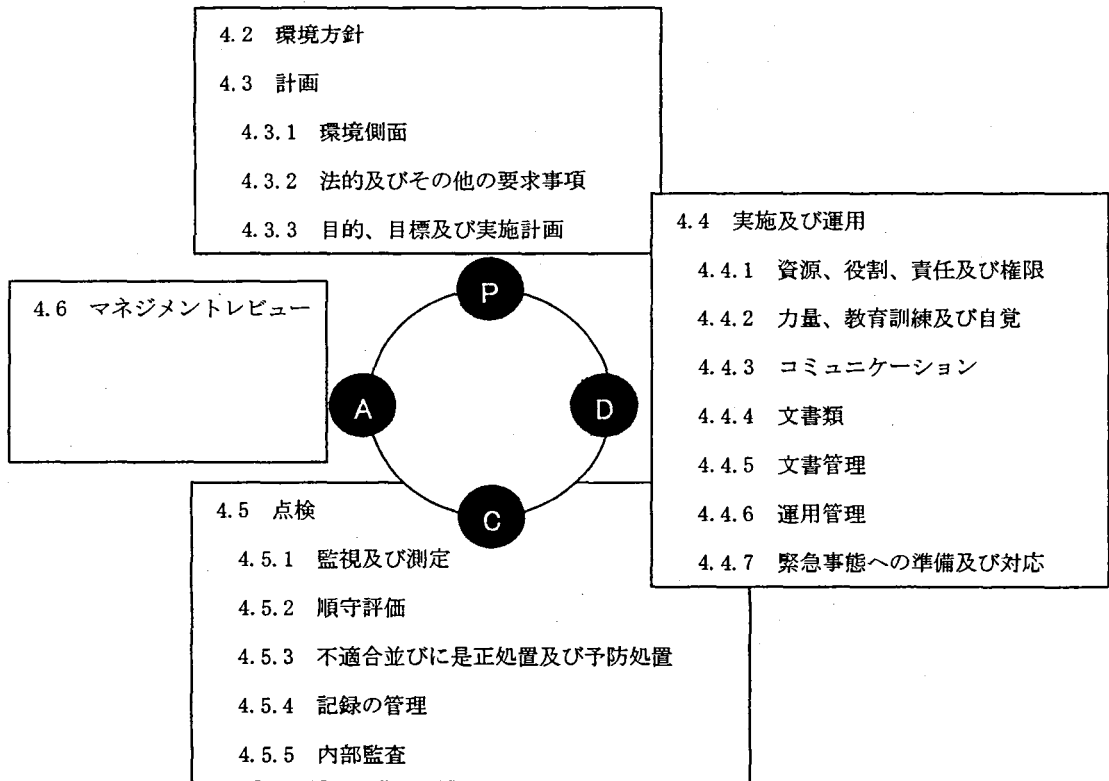 4.2 環境方針
4.3 計画
4.3.1 環境側面
4.3.2 法的及びその他の要求事項
4.3.3 目的、目標及び実施計画
P
4.4 実施及び運用
4.4.1 資源、役割、責任及び権限
4.4.2 力量、教育訓練及び自覚
4.4.3 コミュニケーション
4.4.4 文書類
4.4.5 文書管理
4.4.6 運用管理
4.4.7 緊急事態への準備及び対応
D
4.6 マネジメントレビュー
A
C
4.5 点検
4.5.1 監視及び測定
4.5.2 順守評価
4.5.3 不適合並びに是正処置及び予防処置
4.5.4 記録の管理
4.5.5 内部監査